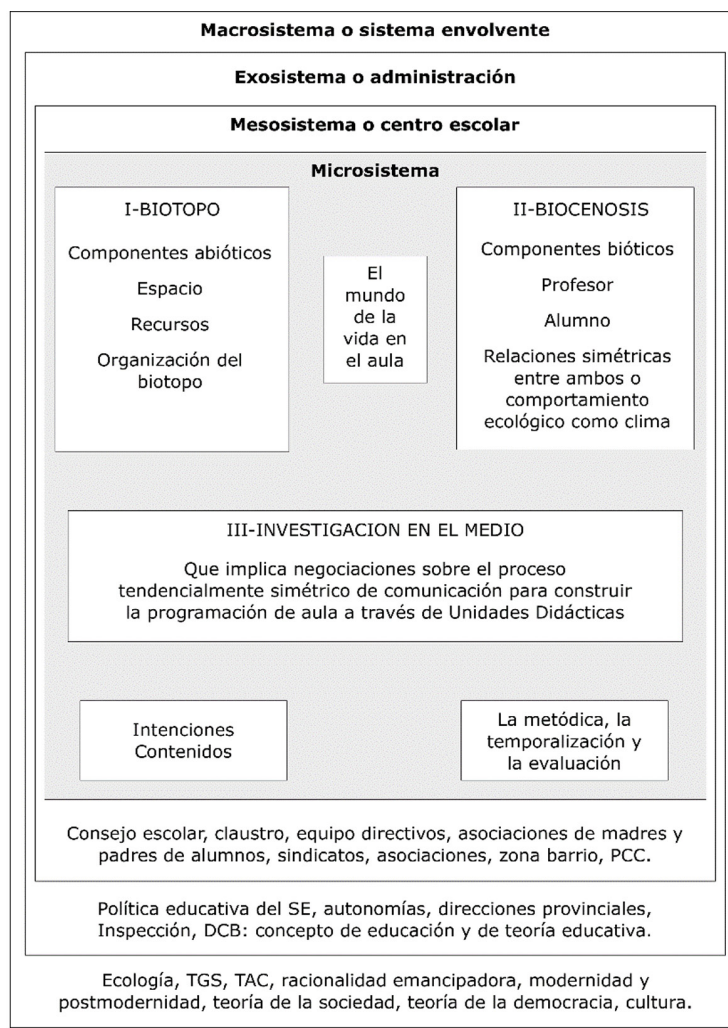 Macrosistema o sistema envolvente
Exosistema o administración
Mesosistema o centro escolar
Microsistema
I-BIOTOPO
Componentes abióticos
Espacio
Recursos
Organización del
biotopo
El
mundo
de la
vida en
el aula
II-BIOCENOSIS
Componentes bióticos
Profesor
Alumno
Relaciones simétricas
entre ambos o
comportamiento
ecológico como clima
III-INVESTIGACION EN EL MEDIO
Que implica negociaciones sobre el proceso
tendencialmente simétrico de comunicación para construir
la programación de aula a través de Unidades Didácticas
Intenciones
Contenidos
La metódica, la
temporalización y
la evaluación
Consejo escolar, claustro, equipo directivos, asociaciones de madres y
padres de alumnos, sindicatos, asociaciones, zona barrio, PCC.
Política educativa del SE, autonomías, direcciones provinciales,
Inspección, DCB: concepto de educación y de teoría educativa.
Ecología, TGS, TAC, racionalidad emancipadora, modernidad y
postmodernidad, teoría de la sociedad, teoría de la democracia, cultura.